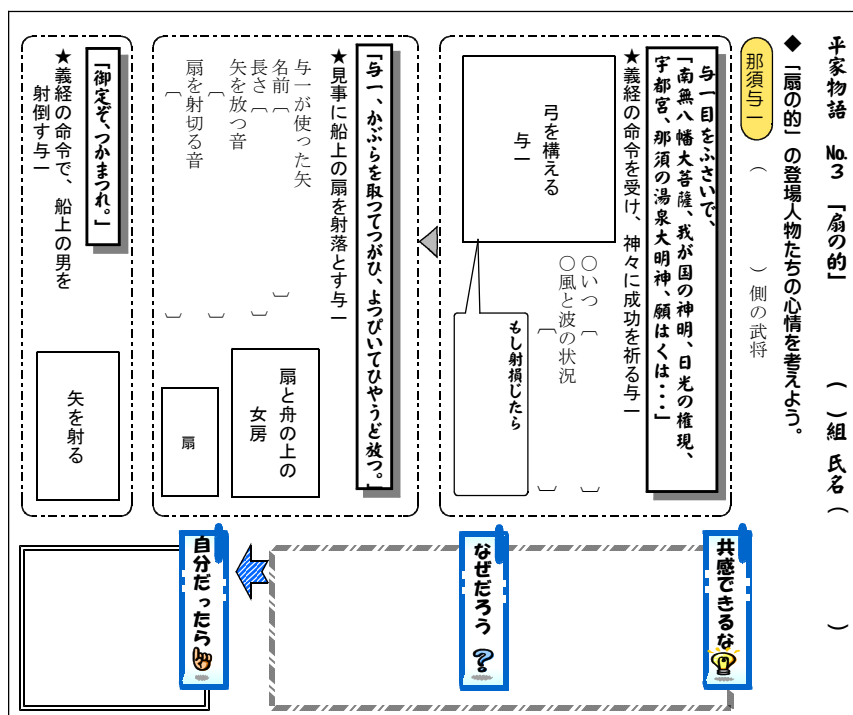 平家物語 No.3 「扇の的」 ( )組 氏名( )
◆「扇の的」の登場人物たちの心情を考えよう。
那須与一 ( )側の武将
与一目をふさいで、
「南無八幡大菩薩、我が国の神明、日光の権現、
宇都宮、那須の湯泉大明神、願はくは・・・」
★義経の命令を受け、神々に成功を祈る与一
○いつ〔 〕
○風と波の状況
〔 〕
弓を構える
与一
もし射損じたら
「与一、かぶらを取つてつがひ、よつぴいてひやうど放つ。」
★見事に船上の扇を射落とす与一
与一が使った矢
名前〔 〕
長さ〔 〕
矢を放つ音
〔 〕
扇を射切る音
〔 〕
扇と舟の上の
女房
扇
「御定ぞ、つかまつれ。」
★義経の命令で、船上の男を
射倒す与一
矢を射る
共感できるな
なぜだろう?
自分だったら